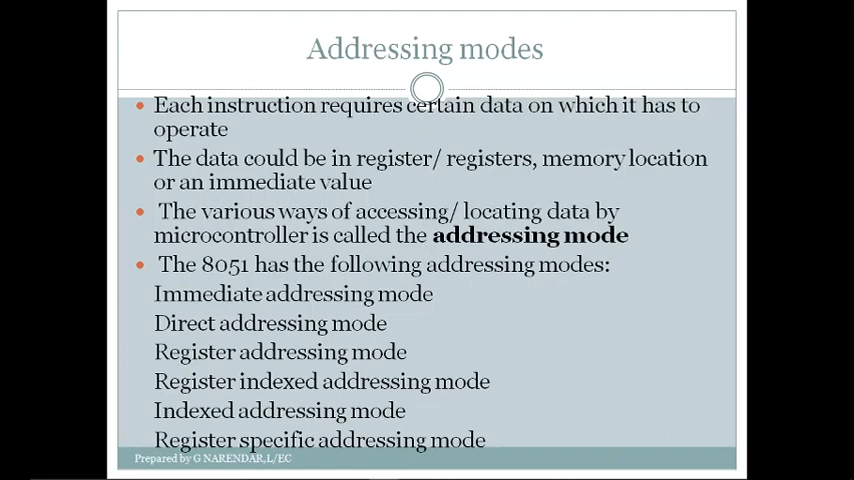 Addressing modes
Each instruction requires certain data on which it has to
operate
The data could be in register/ registers, memory location
or an immediate value
The various ways of accessing/ locating data by
microcontroller is called the addressing mode
The 8051 has the following addressing modes:
Immediate addressing mode
Direct addressing mode
Register addressing mode
Register indexed addressing mode
Indexed addressing mode
Register specific addressing mode
Prepared by G NARENDAR,L/EC